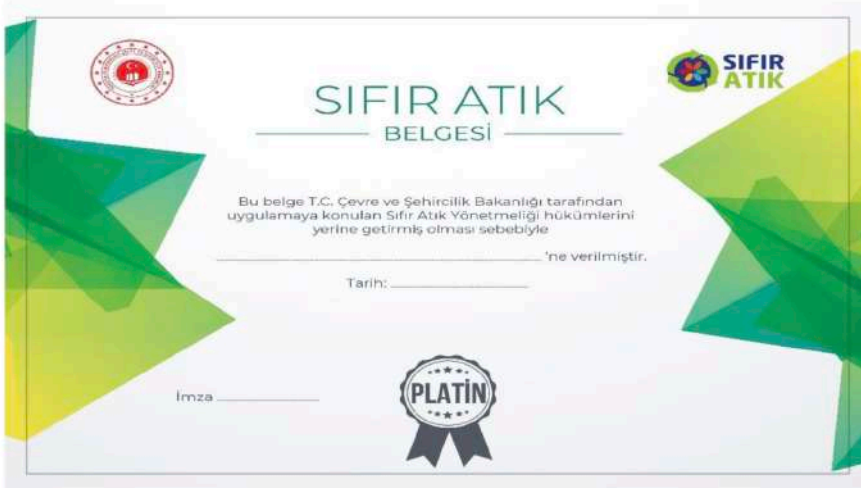 SIFIR
ATIK
SIFIR ATIK
BELGESİ
Bu belge T.C. Çevre ve Şehircilik Bakanlığı tarafından
uygulamaya konulan Sıfır Atık Yönetmeliği hükümlerini
yerine getirmiş olması sebebiyle
'ne verilmiştir.
Tarih:
İmza
PLATİN